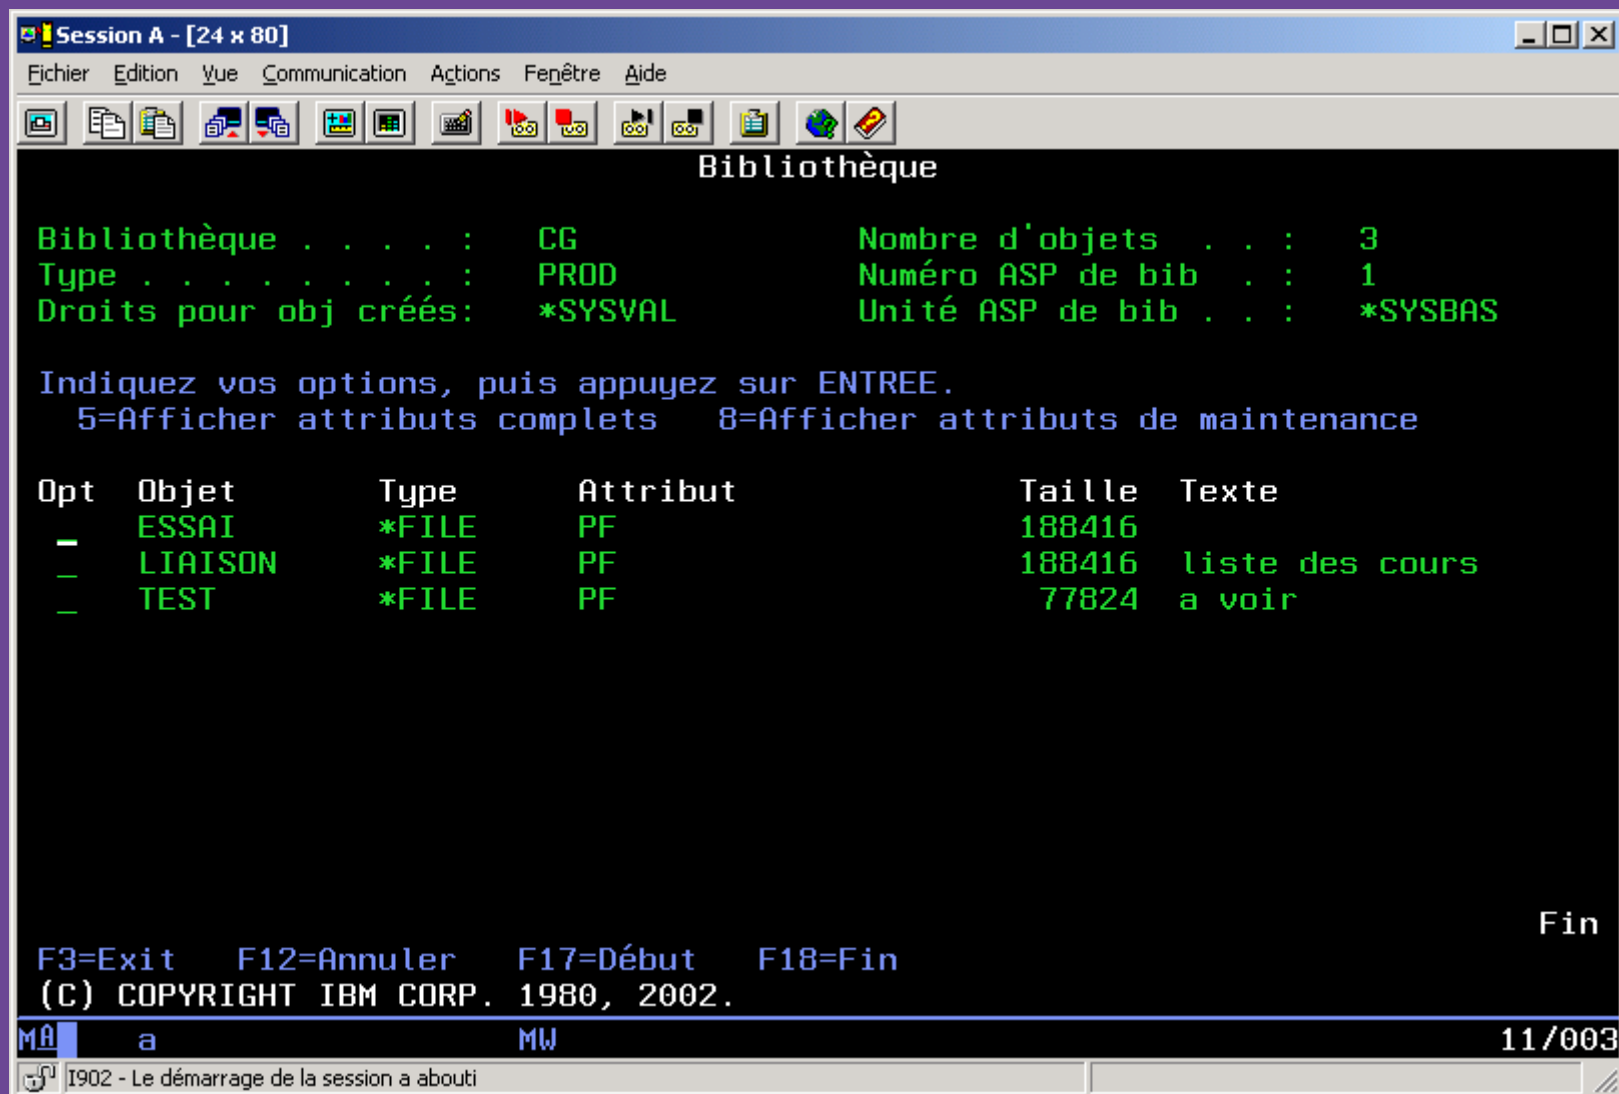 Session A - [24 x 80]
Fichier Edition Vue Communication Actions Fenêtre Aide
Bibliothèque
Bibliothèque . . . . : CG Nombre d'objets . . : 3
Type . . . . . . . . : PROD Numéro ASP de bib . : 1
Droits pour obj créés: *SYSVAL Unité ASP de bib . . : *SYSBAS
Indiquez vos options, puis appuyez sur ENTREE.
5=Afficher attributs complets 8=Afficher attributs de maintenance
Opt Objet Type Attribut Taille Texte
_ ESSAI *FILE PF 188416
_ LIAISON *FILE PF 188416 liste des cours
_ TEST *FILE PF 77824 a voir
Fin
F3=Exit F12=Annuler F17=Début F18=Fin
(C) COPYRIGHT IBM CORP. 1980, 2002.
MA a MW 11/003
I902 - Le démarrage de la session a abouti